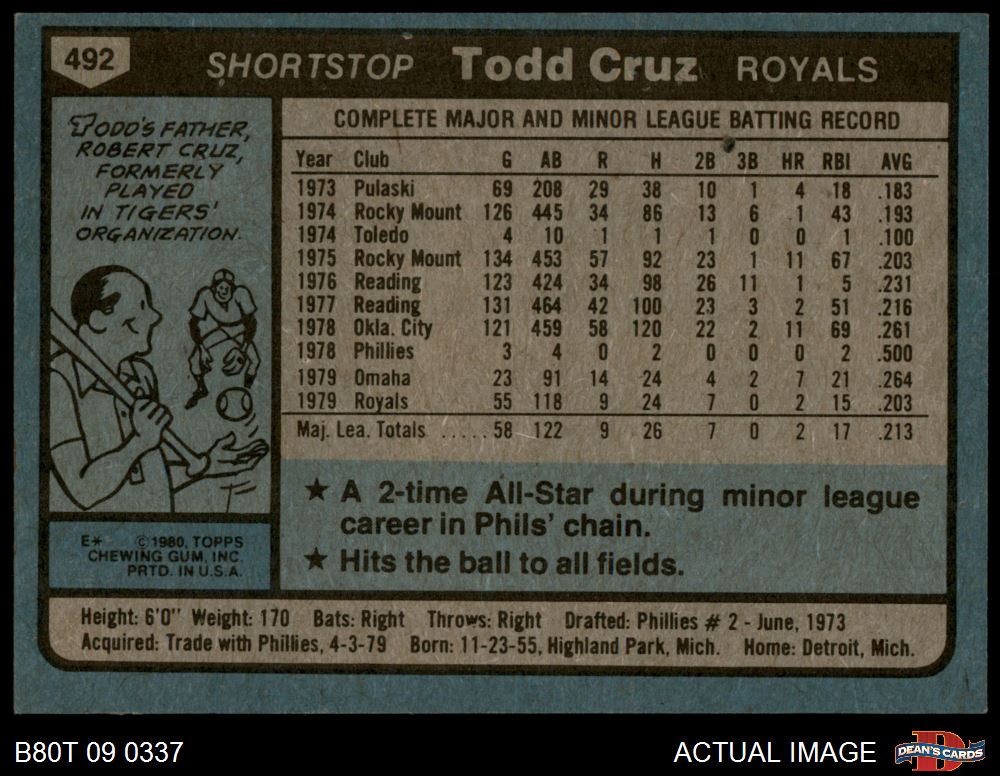 492 SHORTSTOP Todd Cruz ROYALS
TODD'S FATHER,
ROBERT CRUZ,
FORMERLY
PLAYED
IN TIGERS'
ORGANIZATION.
COMPLETE MAJOR AND MINOR LEAGUE BATTING RECORD
Year Club G AB R H 2B 3B HR RBI AVG
1973 Pulaski 69 208 29 38 10 1 4 18 .183
1974 Rocky Mount 126 445 34 86 13 6 1 43 .193
1974 Toledo 4 10 1 1 1 0 0 1 .100
1975 Rocky Mount 134 453 57 92 23 1 11 67 .203
1976 Reading 123 424 34 98 26 11 1 5 .231
1977 Reading 131 464 42 100 23 3 2 51 .216
1978 Okla. City 121 459 58 120 22 2 11 69 .261
1978 Phillies 3 4 0 2 0 0 0 2 .500
1979 Omaha 23 91 14 24 4 2 7 21 .264
1979 Royals 55 118 9 24 7 0 2 15 .203
Maj. Lea. Totals ..... 58 122 9 26 7 0 2 17 .213
★ A 2-time All-Star during minor league
career in Phils' chain.
★ Hits the ball to all fields.
E* ©1980, TOPPS
CHEWING GUM, INC.
PRTD. IN U.S.A.
Height: 6'0" Weight: 170 Bats: Right Throws: Right Drafted: Phillies # 2 - June, 1973
Acquired: Trade with Phillies, 4-3-79 Born: 11-23-55, Highland Park, Mich. Home: Detroit, Mich.
B80T 09 0337 ACTUAL IMAGE DEAN'S CARDS